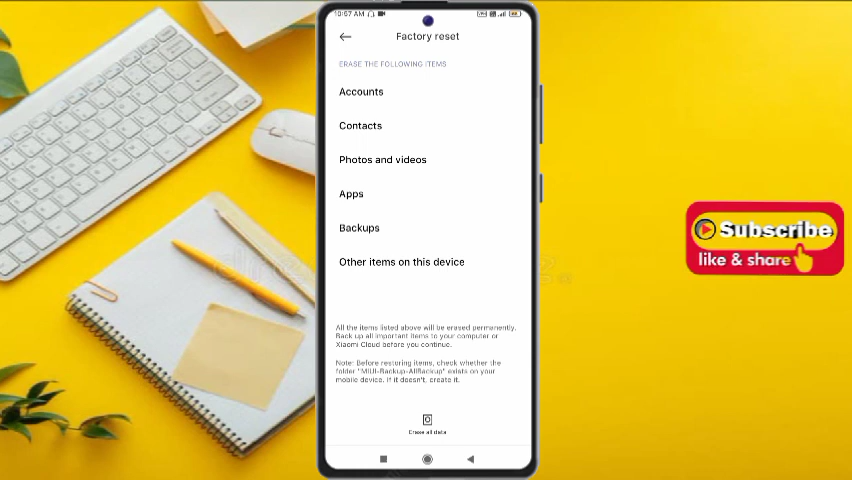 10:57 AM
Factory reset
ERASE THE FOLLOWING ITEMS
Accounts
Contacts
Photos and videos
Apps
Backups
Other items on this device
All the items listed above will be erased permanently.
Back up all important items to your computer or
Xiaomi Cloud before you continue.
Note: Before restoring items, check whether the
folder "MIUI-Backup-AllBackup" exists on your
mobile device. If it doesn't, create it.
Erase all data
Subscribe
like & share